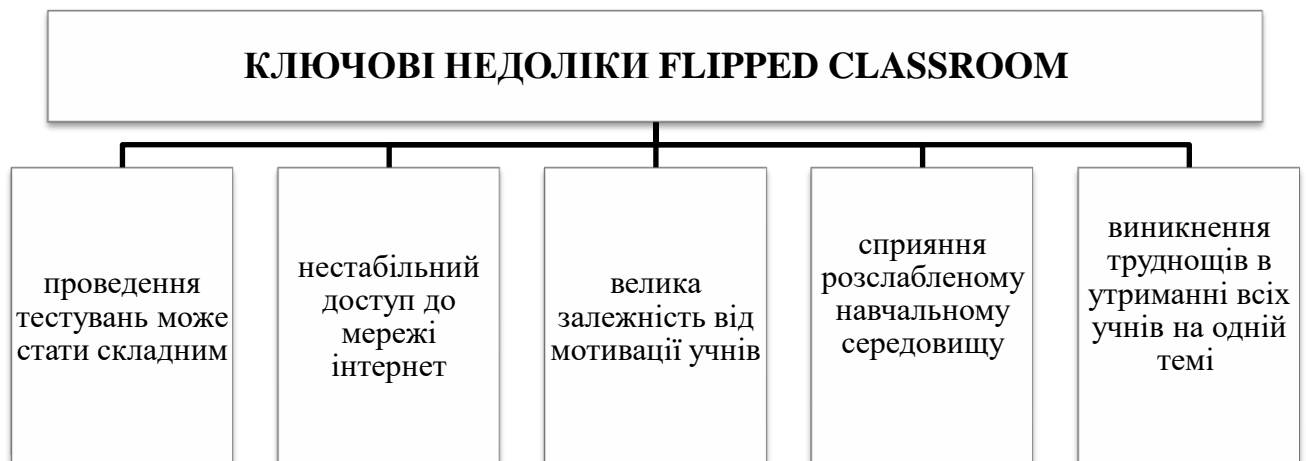 КЛЮЧОВІ НЕДОЛІКИ FLIPPED CLASSROOM
проведення
тестувань може
стати складним
нестабільний
доступ до
мережі
інтернет
велика
залежність від
мотивації учнів
сприяння
розслабленому
навчальному
середовищу
виникнення
труднощів в
утриманні всіх
учнів на одній
темі